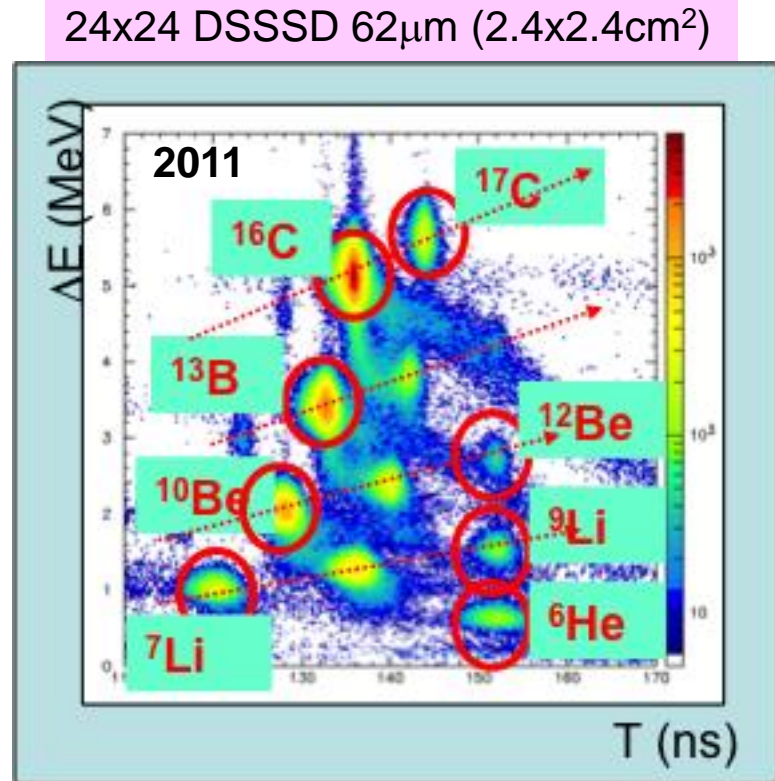 24x24 DSSSD 62μm (2.4x2.4cm²)
ΔE (MeV)
7
2011
¹⁷C
6
¹⁶C
10³
5
¹³B
4
¹²Be
3
10²
¹⁰Be
2
⁹Li
1
10
⁶He
⁷Li
0
130
140
150
160
170
T (ns)